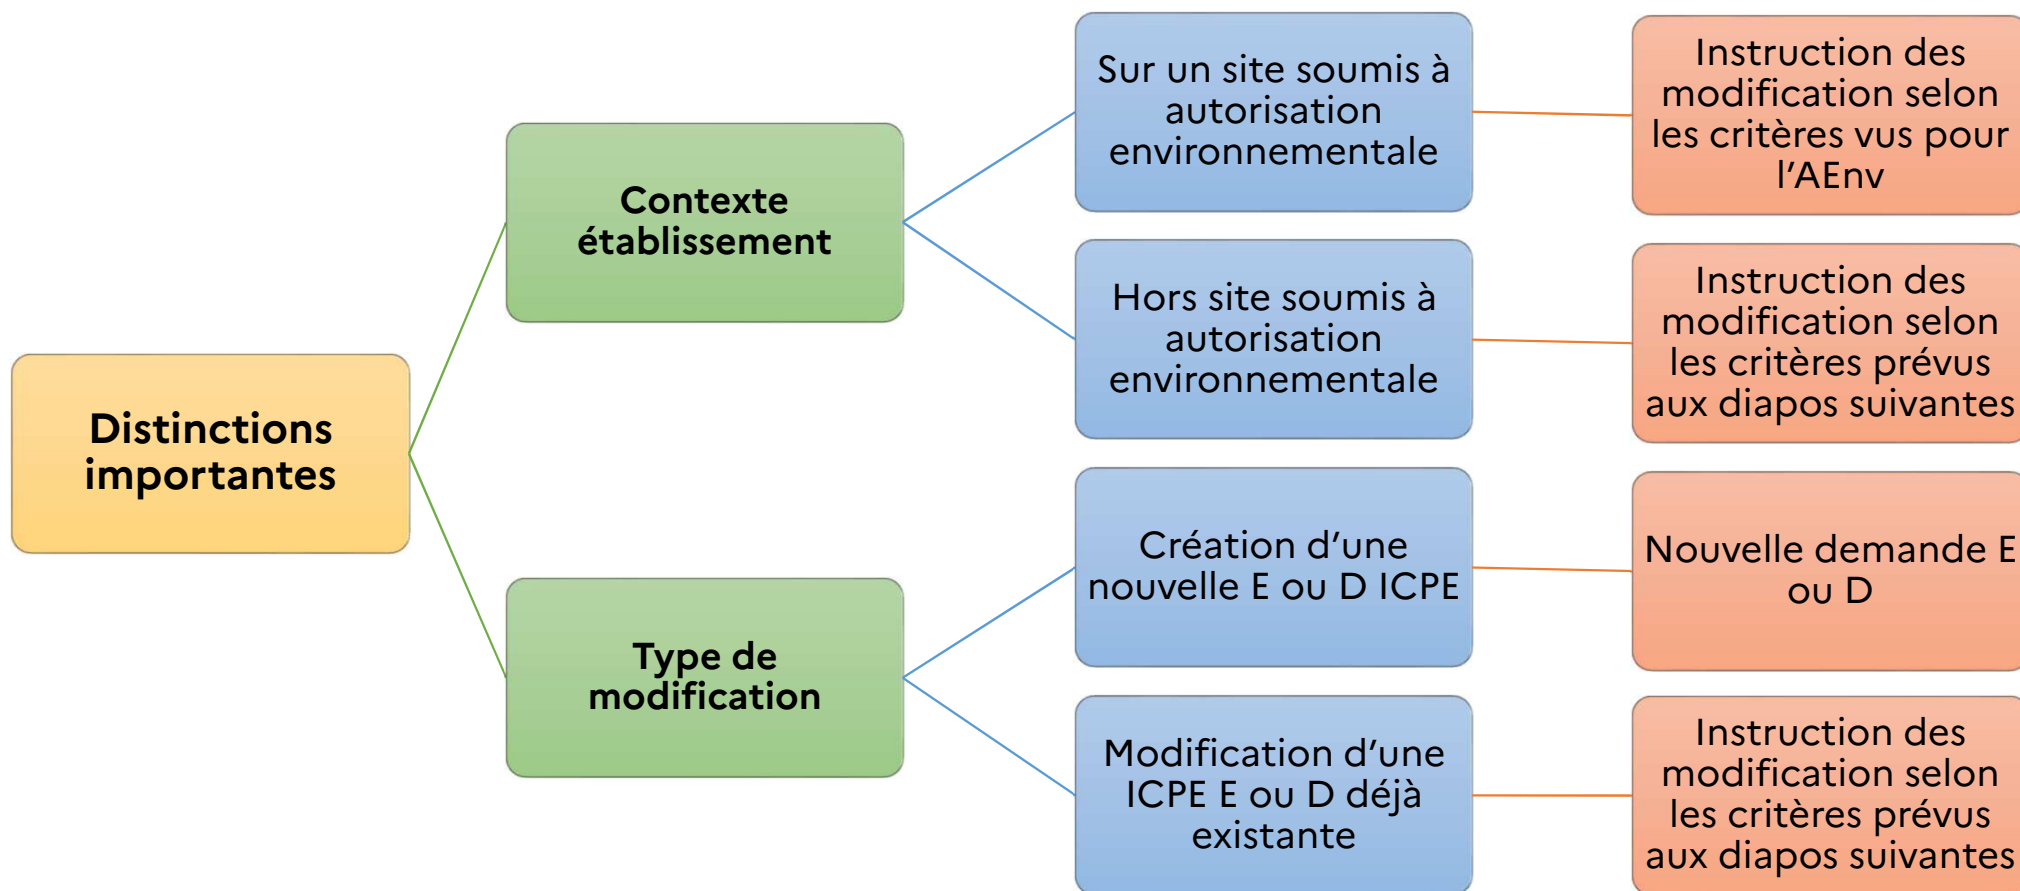 Distinctions
importantes
Contexte
établissement
Sur un site soumis à
autorisation
environnementale
Instruction des
modification selon
les critères vus pour
l'AEnv
Hors site soumis à
autorisation
environnementale
Instruction des
modification selon
les critères prévus
aux diapos suivantes
Type de
modification
Création d'une
nouvelle E ou D ICPE
Nouvelle demande E
ou D
Modification d'une
ICPE E ou D déjà
existante
Instruction des
modification selon
les critères prévus
aux diapos suivantes